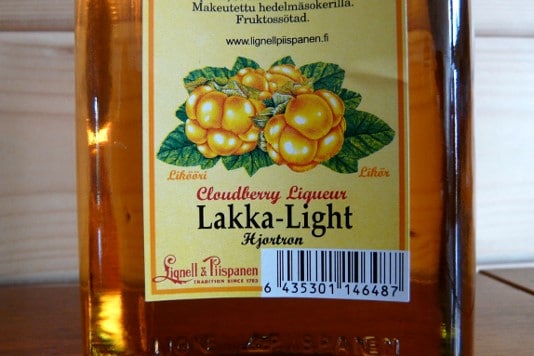 Makeutettu hedelmäsokerilla.
Fruktossötad.
www.lignellpiispanen.fi
Likööri
Likör
Cloudberry Liqueur
Lakka-Light
Hjortron
Lignell & Piispanen
TRADITION SINCE 1752
6 435301 146487